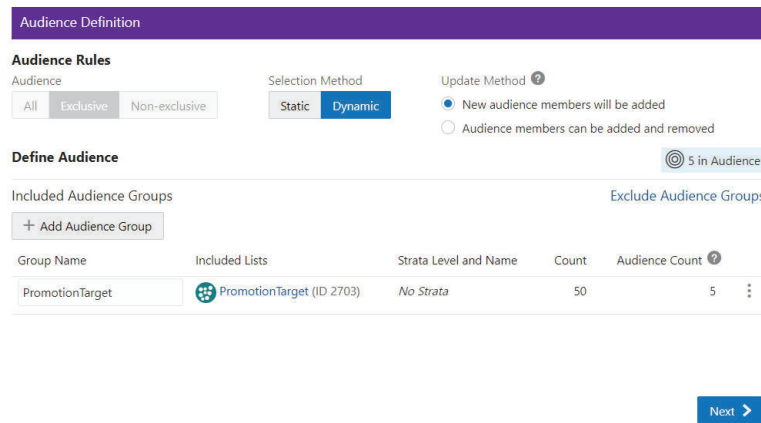 Audience Definition
Audience Rules
Audience
Selection Method
Update Method ?
All Exclusive Non-exclusive
Static Dynamic
New audience members will be added
Audience members can be added and removed
Define Audience
5 in Audience
Included Audience Groups
Exclude Audience Groups
+ Add Audience Group
Group Name Included Lists Strata Level and Name Count Audience Count ?
PromotionTarget PromotionTarget (ID 2703) No Strata 50 5
Next